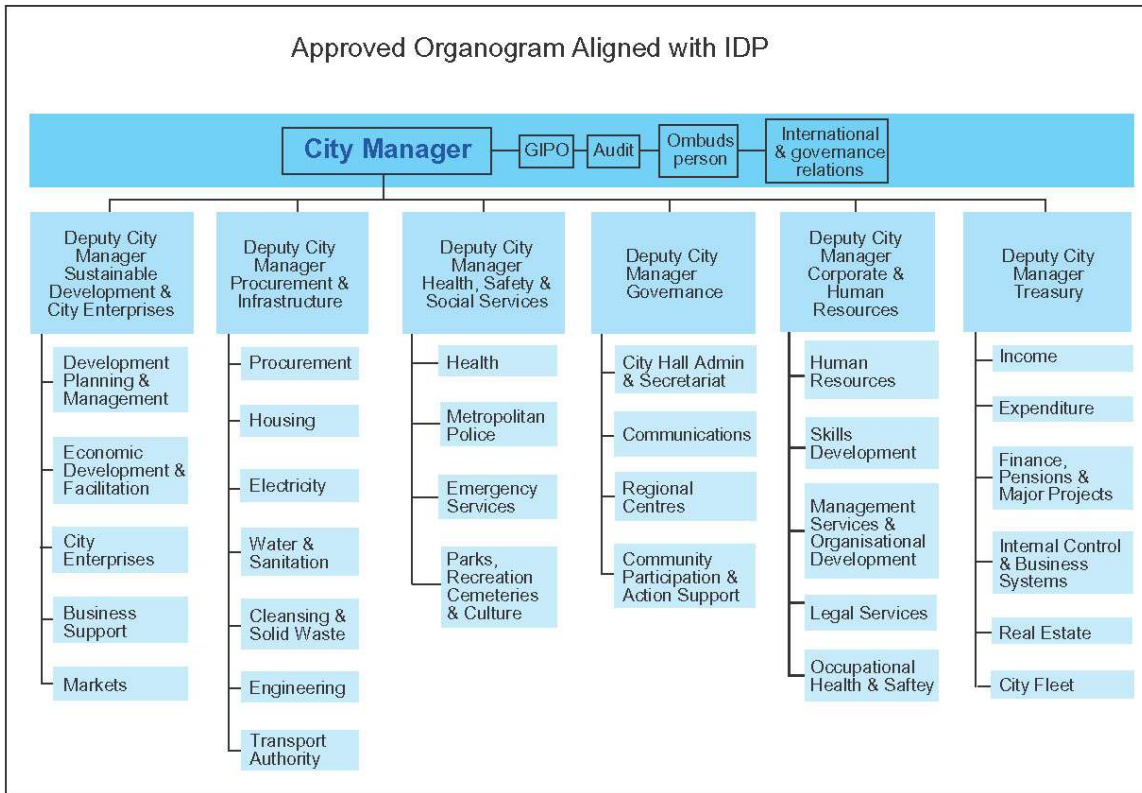 Approved Organogram Aligned with IDP
City Manager
GIPO
Audit
Ombuds
person
International
& governance
relations
Deputy City
Manager
Sustainable
Development &
City Enterprises
Development
Planning &
Management
Economic
Development &
Facilitation
City
Enterprises
Business
Support
Markets
Deputy City
Manager
Procurement &
Infrastructure
Procurement
Housing
Electricity
Water &
Sanitation
Cleansing &
Solid Waste
Engineering
Transport
Authority
Deputy City
Manager
Health, Safety &
Social Services
Health
Metropolitan
Police
Emergency
Services
Parks,
Recreation
Cemeteries
& Culture
Deputy City
Manager
Governance
City Hall Admin
& Secretariat
Communications
Regional
Centres
Community
Participation &
Action Support
Deputy City
Manager
Corporate &
Human
Resources
Human
Resources
Skills
Development
Management
Services &
Organisational
Development
Legal Services
Occupational
Health & Saftey
Deputy City
Manager
Treasury
Income
Expenditure
Finance,
Pensions &
Major Projects
Internal Control
& Business
Systems
Real Estate
City Fleet